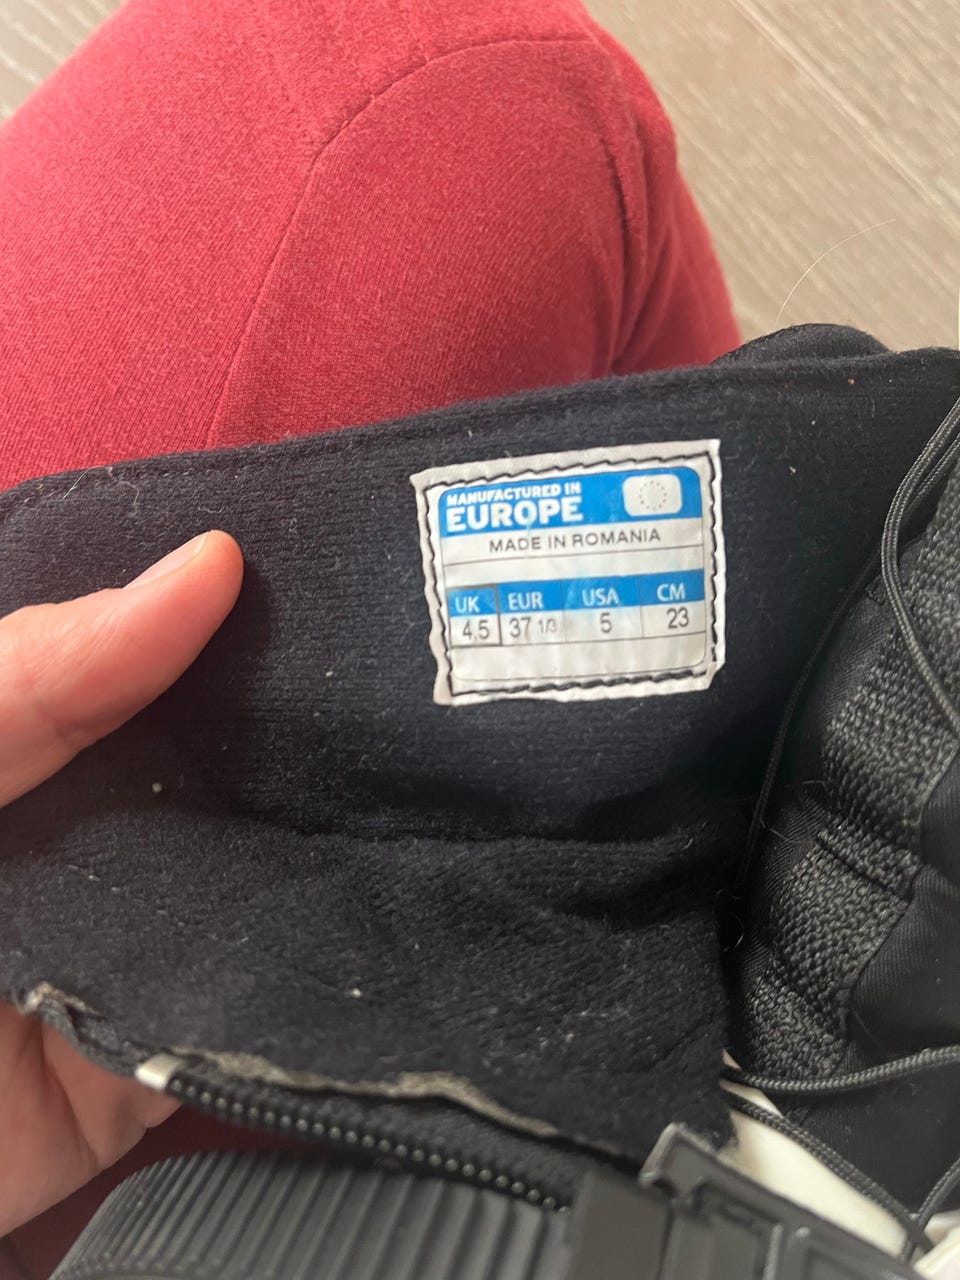 MANUFACTURED IN
EUROPE
MADE IN ROMANIA
UK EUR USA CM
4.5 37 1/3 5 23